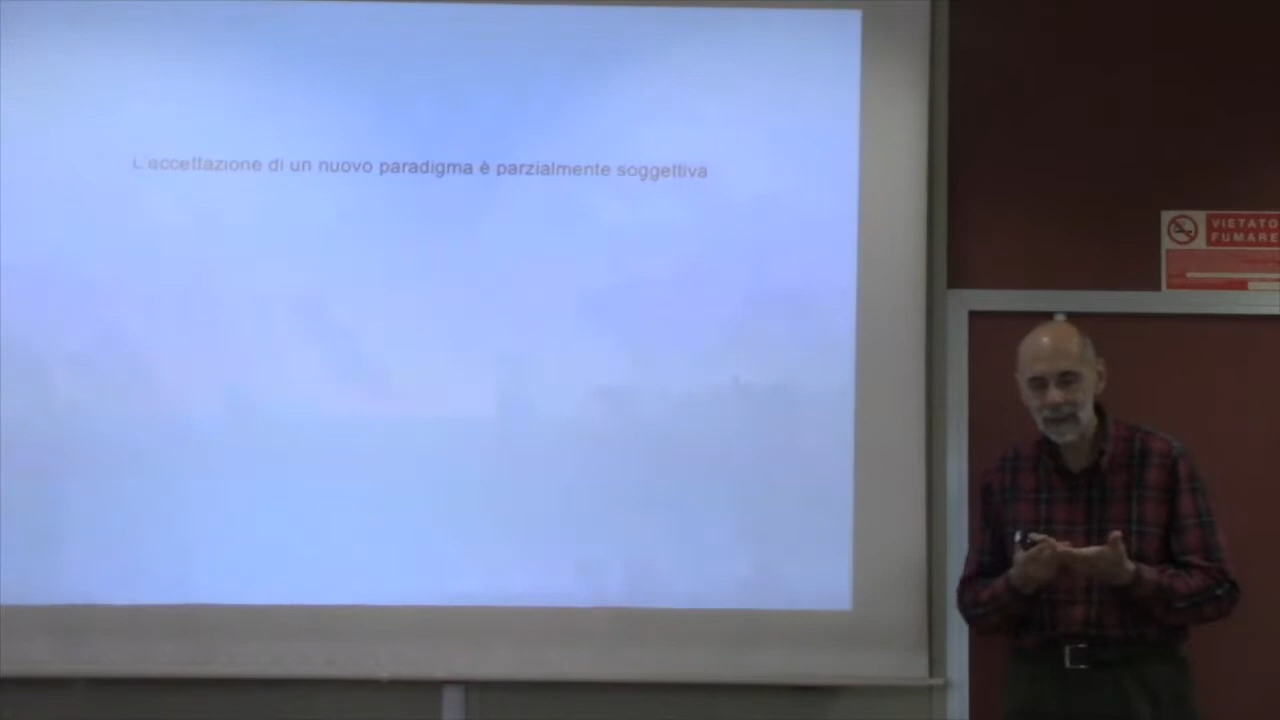 L'accettazione di un nuovo paradigma è parzialmente soggettiva
VIETATO
FUMARE